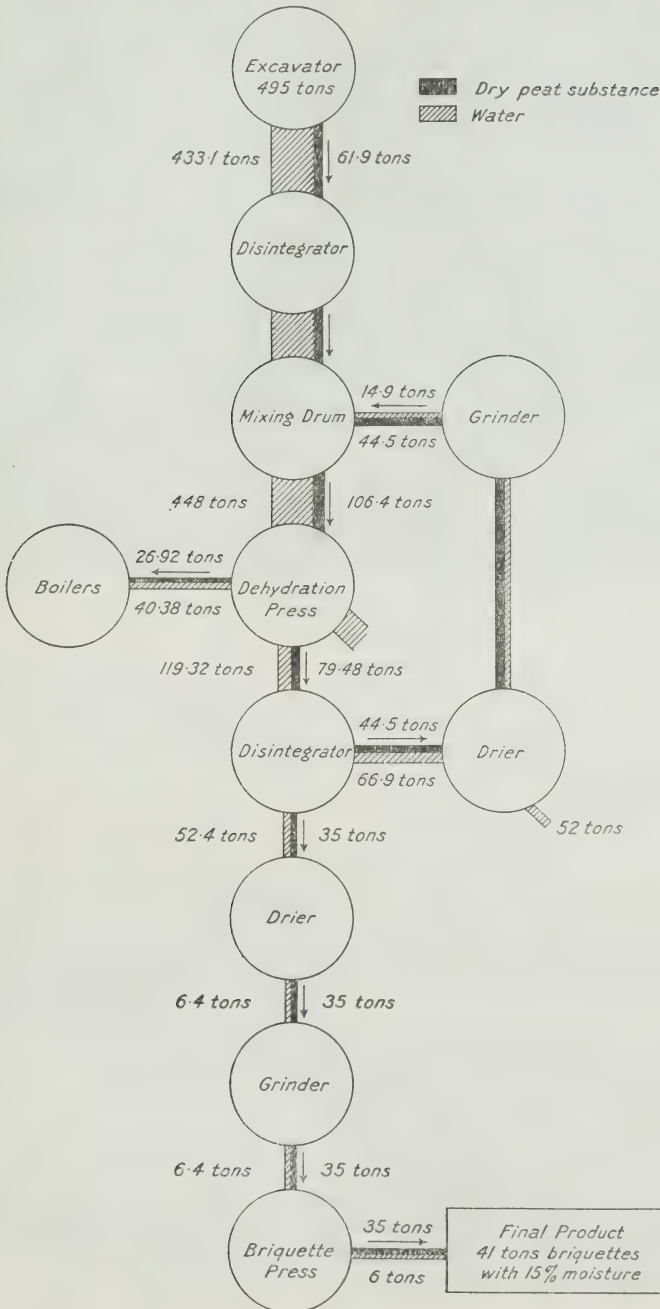 Excavator
495 tons
Dry peat substance
Water
433·1 tons
61·9 tons
Disintegrator
14·9 tons
Mixing Drum
Grinder
44·5 tons
448 tons
106·4 tons
26·92 tons
Boilers
Dehydration
Press
40·38 tons
119·32 tons
79·48 tons
44·5 tons
Disintegrator
Drier
66·9 tons
52·4 tons
35 tons
52 tons
Drier
6·4 tons
35 tons
Grinder
6·4 tons
35 tons
35 tons
Briquette
Press
6 tons
Final Product
41 tons briquettes
with 15% moisture